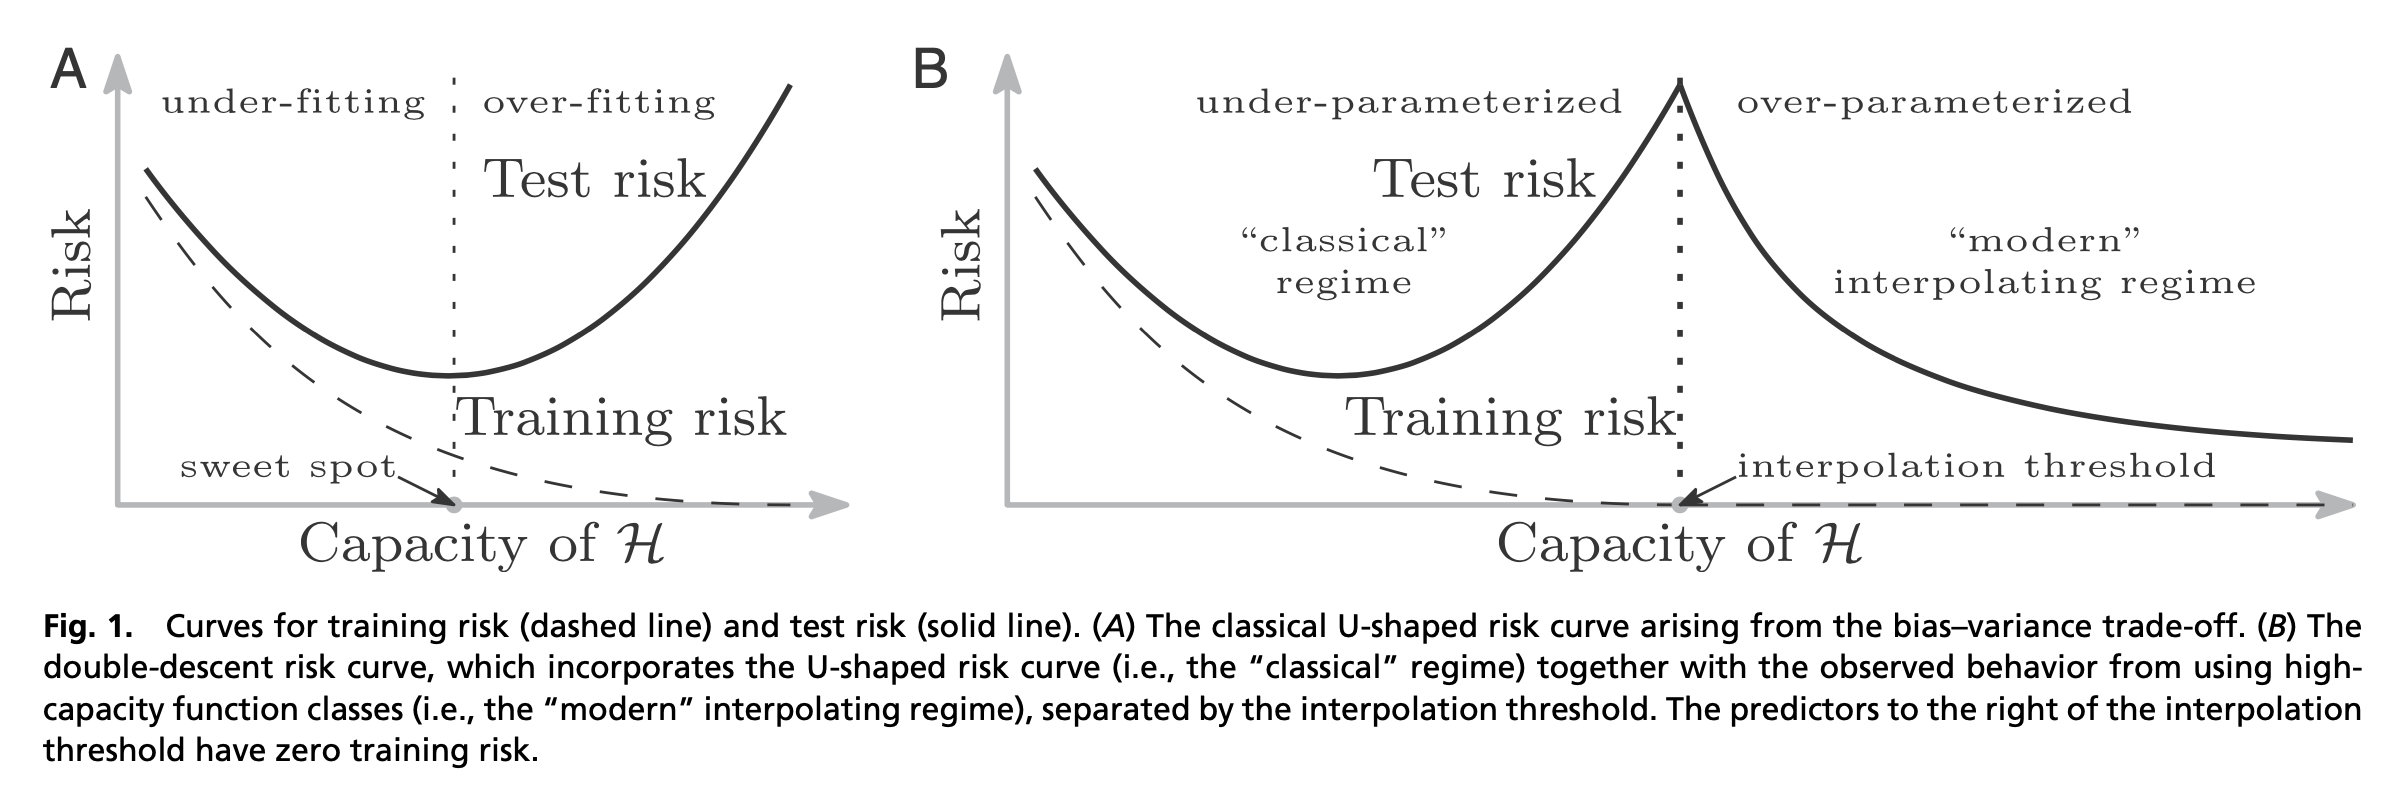 A
under-fitting
over-fitting
Test risk
Risk
Training risk
sweet spot
Capacity of ℋ
B
under-parameterized
over-parameterized
Test risk
“classical”
regime
“modern”
interpolating regime
Risk
Training risk
interpolation threshold
Capacity of ℋ
Fig. 1. Curves for training risk (dashed line) and test risk (solid line). (A) The classical U-shaped risk curve arising from the bias–variance trade-off. (B) The
double-descent risk curve, which incorporates the U-shaped risk curve (i.e., the “classical” regime) together with the observed behavior from using high-
capacity function classes (i.e., the “modern” interpolating regime), separated by the interpolation threshold. The predictors to the right of the interpolation
threshold have zero training risk.